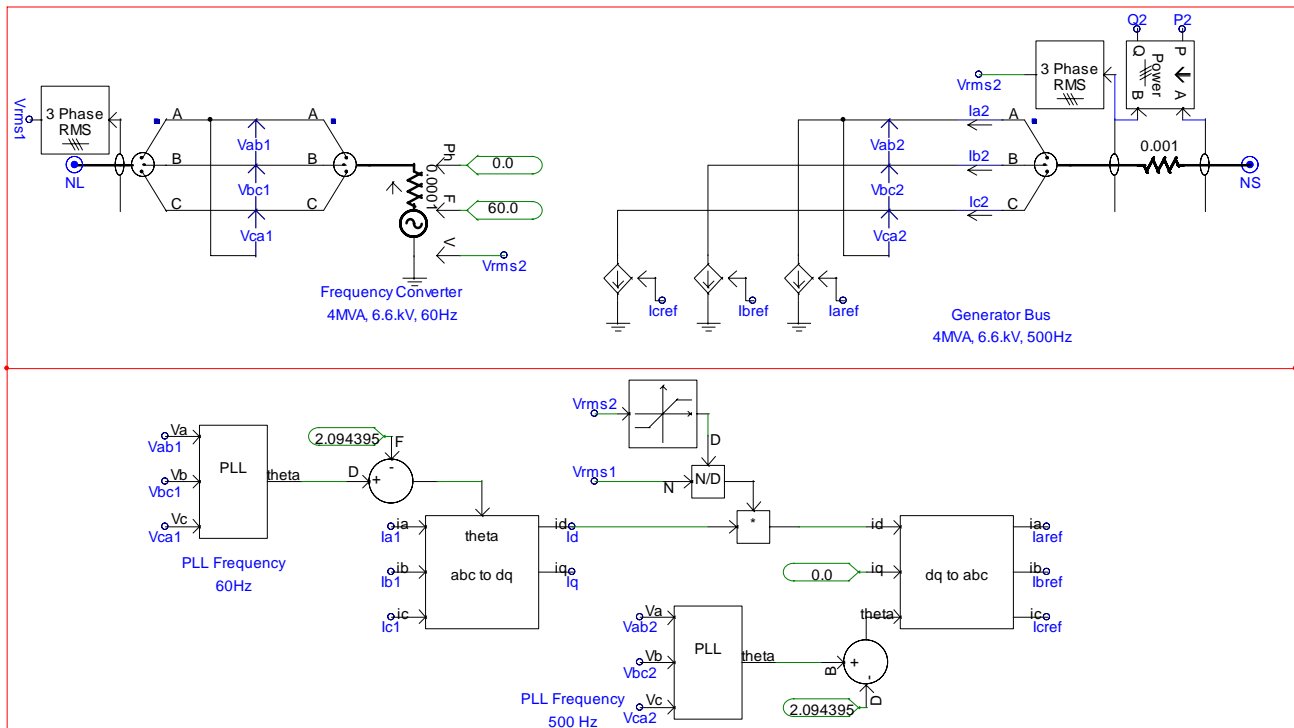 Q2 P2
P
Q
Power
A
B
3 Phase
RMS
Vrms2
3 Phase
RMS
Vrms1
NL
A
B
C
A
B
C
Vab1
Vbc1
Vca1
Ph
0.0
0.0001
F
60.0
V
Vrms2
Frequency Converter
4MVA, 6.6.kV, 60Hz
Ia2
Ib2
Ic2
A
B
C
Vab2
Vbc2
Vca2
0.001
NS
Icref
Ibref
Iaref
Generator Bus
4MVA, 6.6.kV, 500Hz
Vrms2
D
Vrms1
N
N/D
*
Va
Vab1
Vb
Vbc1
Vc
Vca1
PLL
theta
2.094395
F
-
D
+
PLL Frequency
60Hz
ia
Ia1
ib
Ib1
ic
Ic1
theta
abc to dq
id
Id
iq
Iq
id
0.0
iq
theta
dq to abc
ia
Iaref
ib
Ibref
ic
Icref
Va
Vab2
Vb
Vbc2
Vc
Vca2
PLL
theta
B
+
-
D
2.094395
PLL Frequency
500 Hz